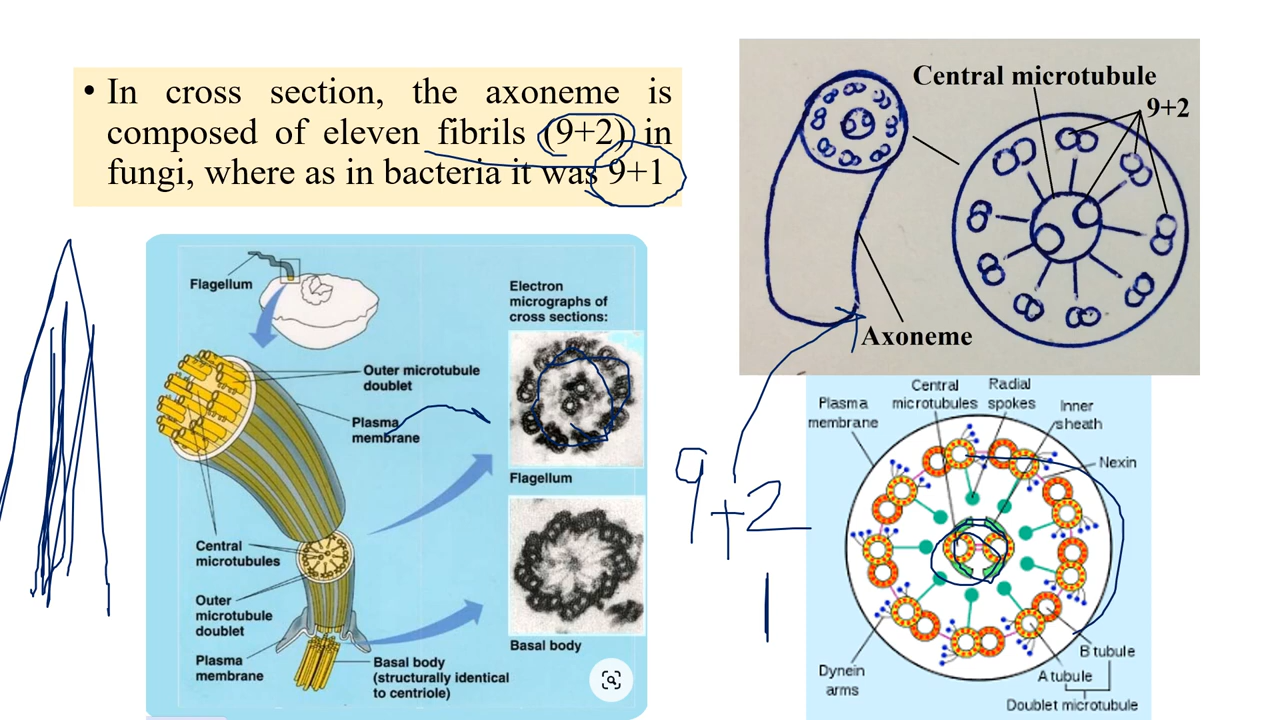 • In cross section, the axoneme is
composed of eleven fibrils (9+2) in
fungi, where as in bacteria it was 9+1
Central microtubule
9+2
Axoneme
Flagellum
Electron
micrographs of
cross sections:
Outer microtubule
doublet
Plasma
membrane
Flagellum
Central
microtubules
Outer
microtubule
doublet
Plasma
membrane
Basal body
(structurally identical
to centriole)
Basal body
9+2
1
Central
microtubules
Radial
spokes
Plasma
membrane
Inner
sheath
Nexin
Dynein
arms
B tubule
A tubule
Doublet microtubule